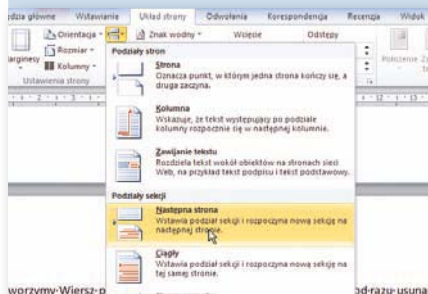 Wstawianie Układ strony Odwołania Korespondencja Recenzja Widok
Orientacja Znak wodny Wcięcie Odstępy
Rozmiar
Kolumny
Ustawienia strony
Położenie
Podziały stron
Strona
Oznacza punkt, w którym jedna strona kończy się, a
druga zaczyna.
Kolumna
Wskazuje, że tekst występujący po podziale
kolumny rozpocznie się w następnej kolumnie.
Zawijanie tekstu
Rozdziela tekst wokół obiektów na stronach sieci
Web, na przykład tekst podpisu i tekst podstawowy.
Podziały sekcji
Następna strona
Wstawia podział sekcji i rozpoczyna nową sekcję na
następnej stronie.
Ciągły
Wstawia podział sekcji i rozpoczyna nową sekcję na
tej samej stronie.